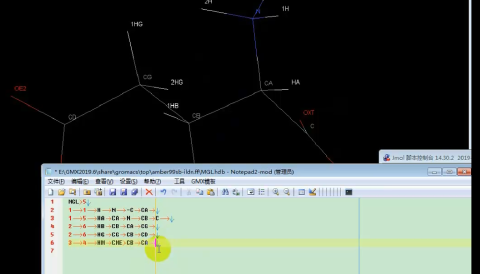 2H
N
1H
1HG
CG
2HG
CA
HA
OE2
1HB
CB
OXT
C
CD
Jmol 脚本控制台 14.30.2 2019
* E:\GMX2019.6\share\gromacs\top\amber99sb-ildn.ff\MGL.hdb - Notepad2-mod (管理员)
文件(F) 编辑(E) 查看(V) 设置(S) 帮助(?) 工具 GMX模板
1 MGL→5↓
2 1→1→H→N→-C→CA→↓
3 1→5→HA→CA→N→CB→C→↓
4 2→6→HB→CB→CA→CG→↓
5 2→6→HG→CG→CB→CD→↓
6 3→4→HM→CME→CB→CA→
7